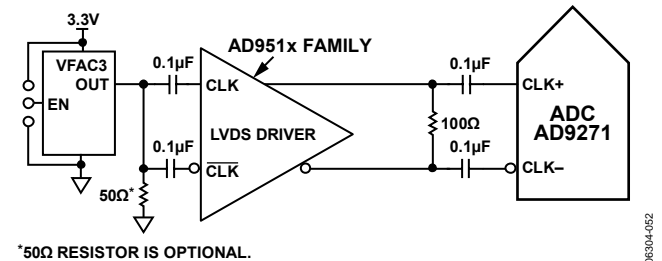 3.3V
VFAC3
OUT
EN
0.1µF
AD951x FAMILY
CLK
LVDS DRIVER
0.1µF
CLK
50Ω*
0.1µF
100Ω
0.1µF
CLK+
ADC
AD9271
CLK–
*50Ω RESISTOR IS OPTIONAL.
06304-052